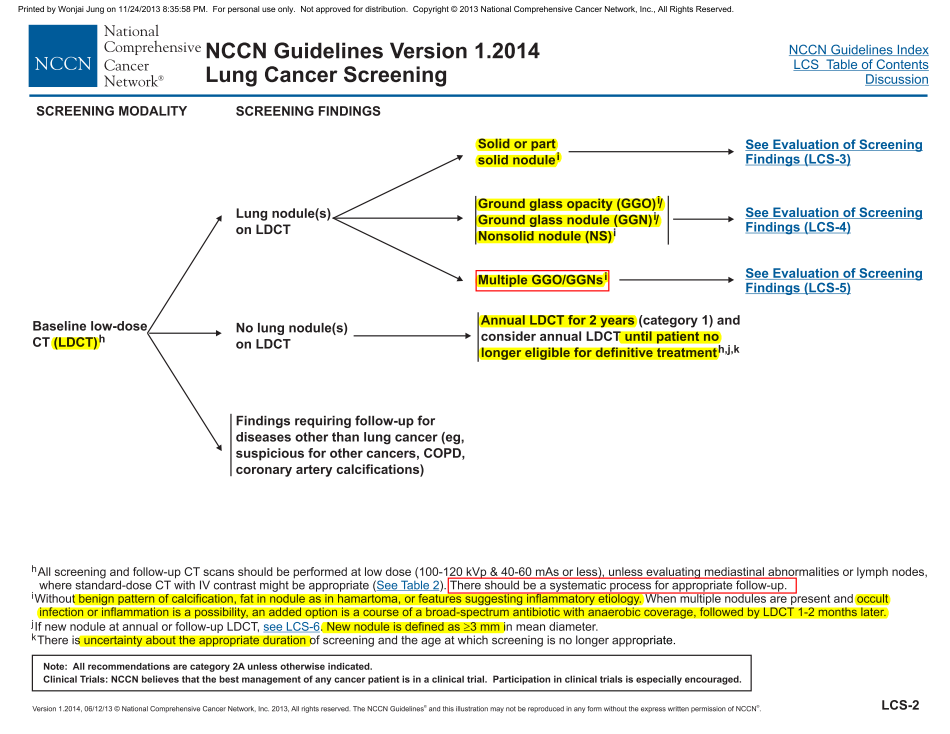 Printed by Wonjai Jung on 11/24/2013 8:35:58 PM. For personal use only. Not approved for distribution. Copyright © 2013 National Comprehensive Cancer Network, Inc., All Rights Reserved.
NCCN
National
Comprehensive
Cancer
Network®
NCCN Guidelines Version 1.2014
Lung Cancer Screening
NCCN Guidelines Index
LCS Table of Contents
Discussion
SCREENING MODALITY
SCREENING FINDINGS
Solid or part
solid nodule i
See Evaluation of Screening
Findings (LCS-3)
Lung nodule(s)
on LDCT
Ground glass opacity (GGO) i/
Ground glass nodule (GGN) i/
Nonsolid nodule (NS) i
See Evaluation of Screening
Findings (LCS-4)
Multiple GGO/GGNs i
See Evaluation of Screening
Findings (LCS-5)
Baseline low-dose
CT (LDCT) h
No lung nodule(s)
on LDCT
Annual LDCT for 2 years (category 1) and
consider annual LDCT until patient no
longer eligible for definitive treatment h,j,k
Findings requiring follow-up for
diseases other than lung cancer (eg,
suspicious for other cancers, COPD,
coronary artery calcifications)
h All screening and follow-up CT scans should be performed at low dose (100-120 kVp & 40-60 mAs or less), unless evaluating mediastinal abnormalities or lymph nodes,
where standard-dose CT with IV contrast might be appropriate (See Table 2). There should be a systematic process for appropriate follow-up.
i Without benign pattern of calcification, fat in nodule as in hamartoma, or features suggesting inflammatory etiology. When multiple nodules are present and occult
infection or inflammation is a possibility, an added option is a course of a broad-spectrum antibiotic with anaerobic coverage, followed by LDCT 1-2 months later.
j If new nodule at annual or follow-up LDCT, see LCS-6. New nodule is defined as ≥3 mm in mean diameter.
k There is uncertainty about the appropriate duration of screening and the age at which screening is no longer appropriate.
Note: All recommendations are category 2A unless otherwise indicated.
Clinical Trials: NCCN believes that the best management of any cancer patient is in a clinical trial. Participation in clinical trials is especially encouraged.
Version 1.2014, 06/12/13 © National Comprehensive Cancer Network, Inc. 2013, All rights reserved. The NCCN Guidelines® and this illustration may not be reproduced in any form without the express written permission of NCCN®.
LCS-2